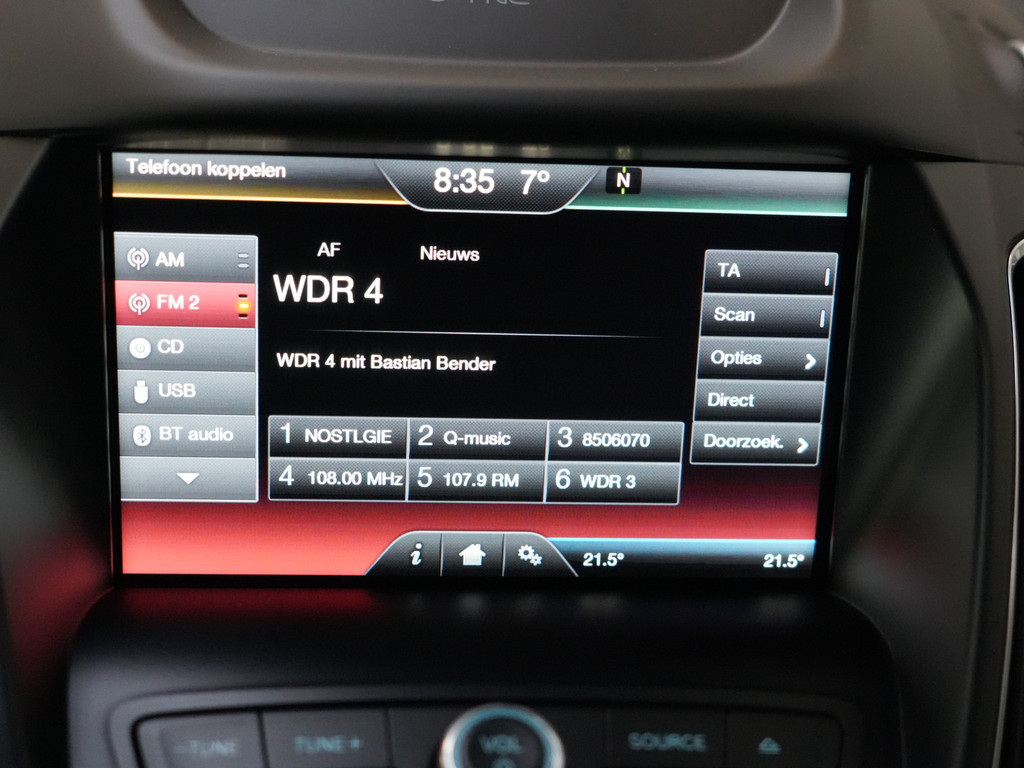 Telefoon koppelen
8:35 7°
N
AM
FM 2
CD
USB
BT audio
AF Nieuws
WDR 4
WDR 4 mit Bastian Bender
1 NOSTLGIE 2 Q-music 3 8506070
4 108.00 MHz 5 107.9 RM 6 WDR 3
TA
Scan
Opties
Direct
Doorzoek.
i
21.5° 21.5°
-TUNE TUNE+ VOL SOURCE